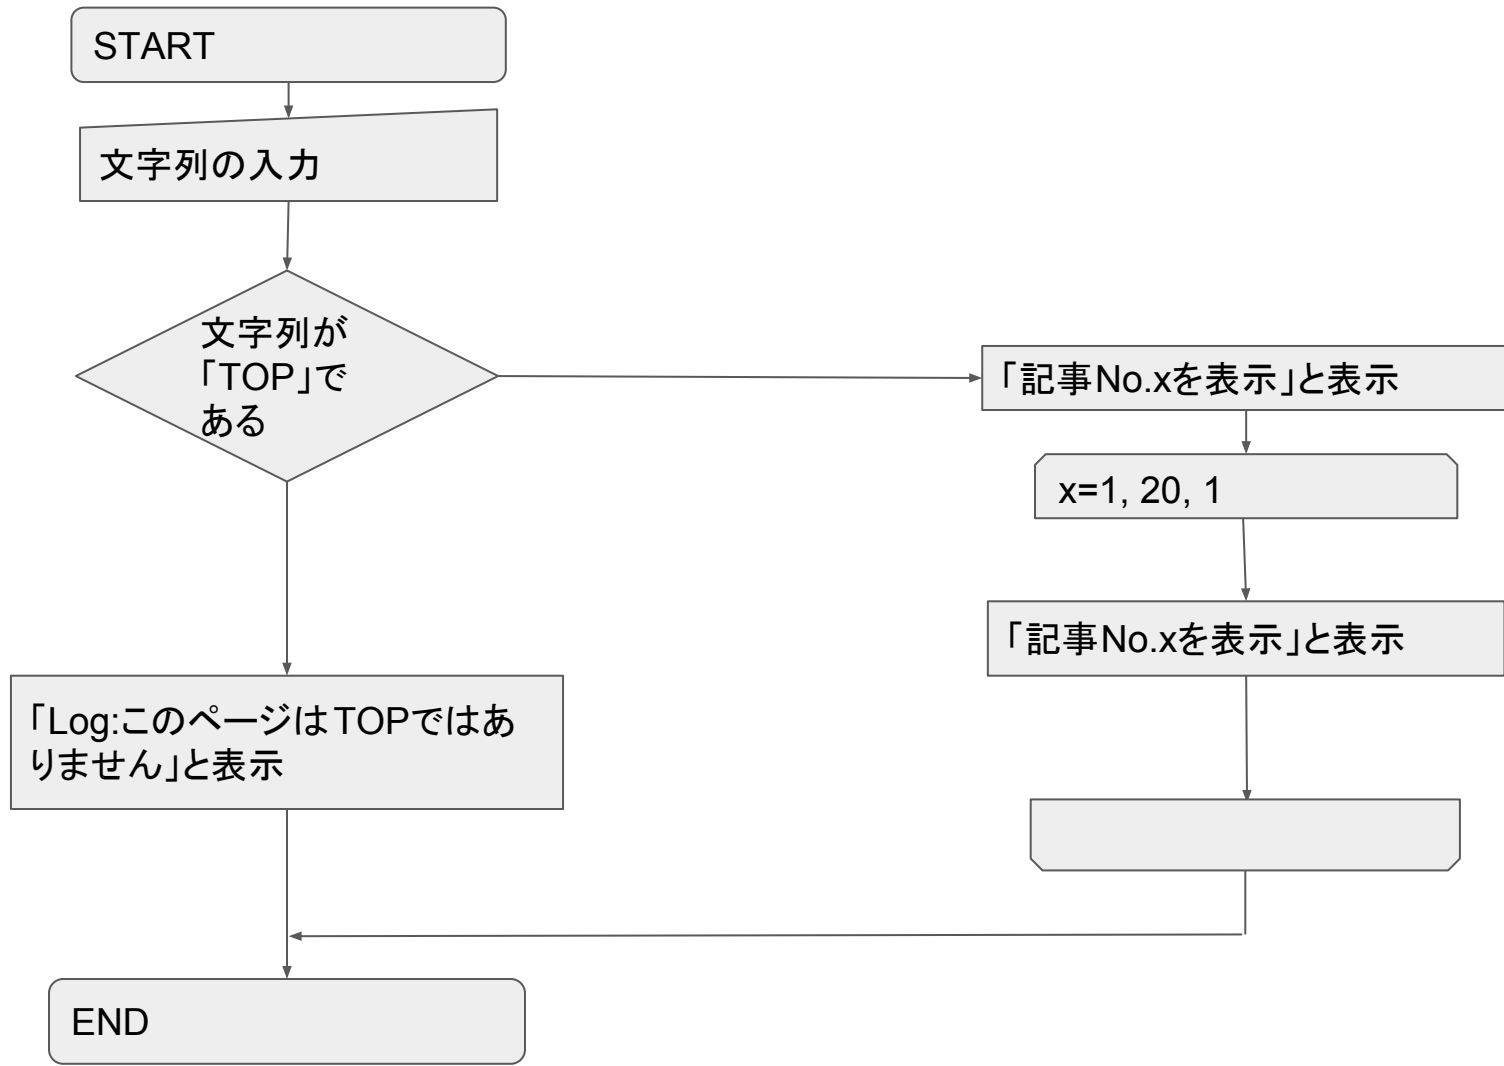 START
文字列の入力
文字列が
「TOP」で
ある
「記事No.xを表示」と表示
x=1, 20, 1
「記事No.xを表示」と表示
「Log:このページはTOPではあ
りません」と表示
END